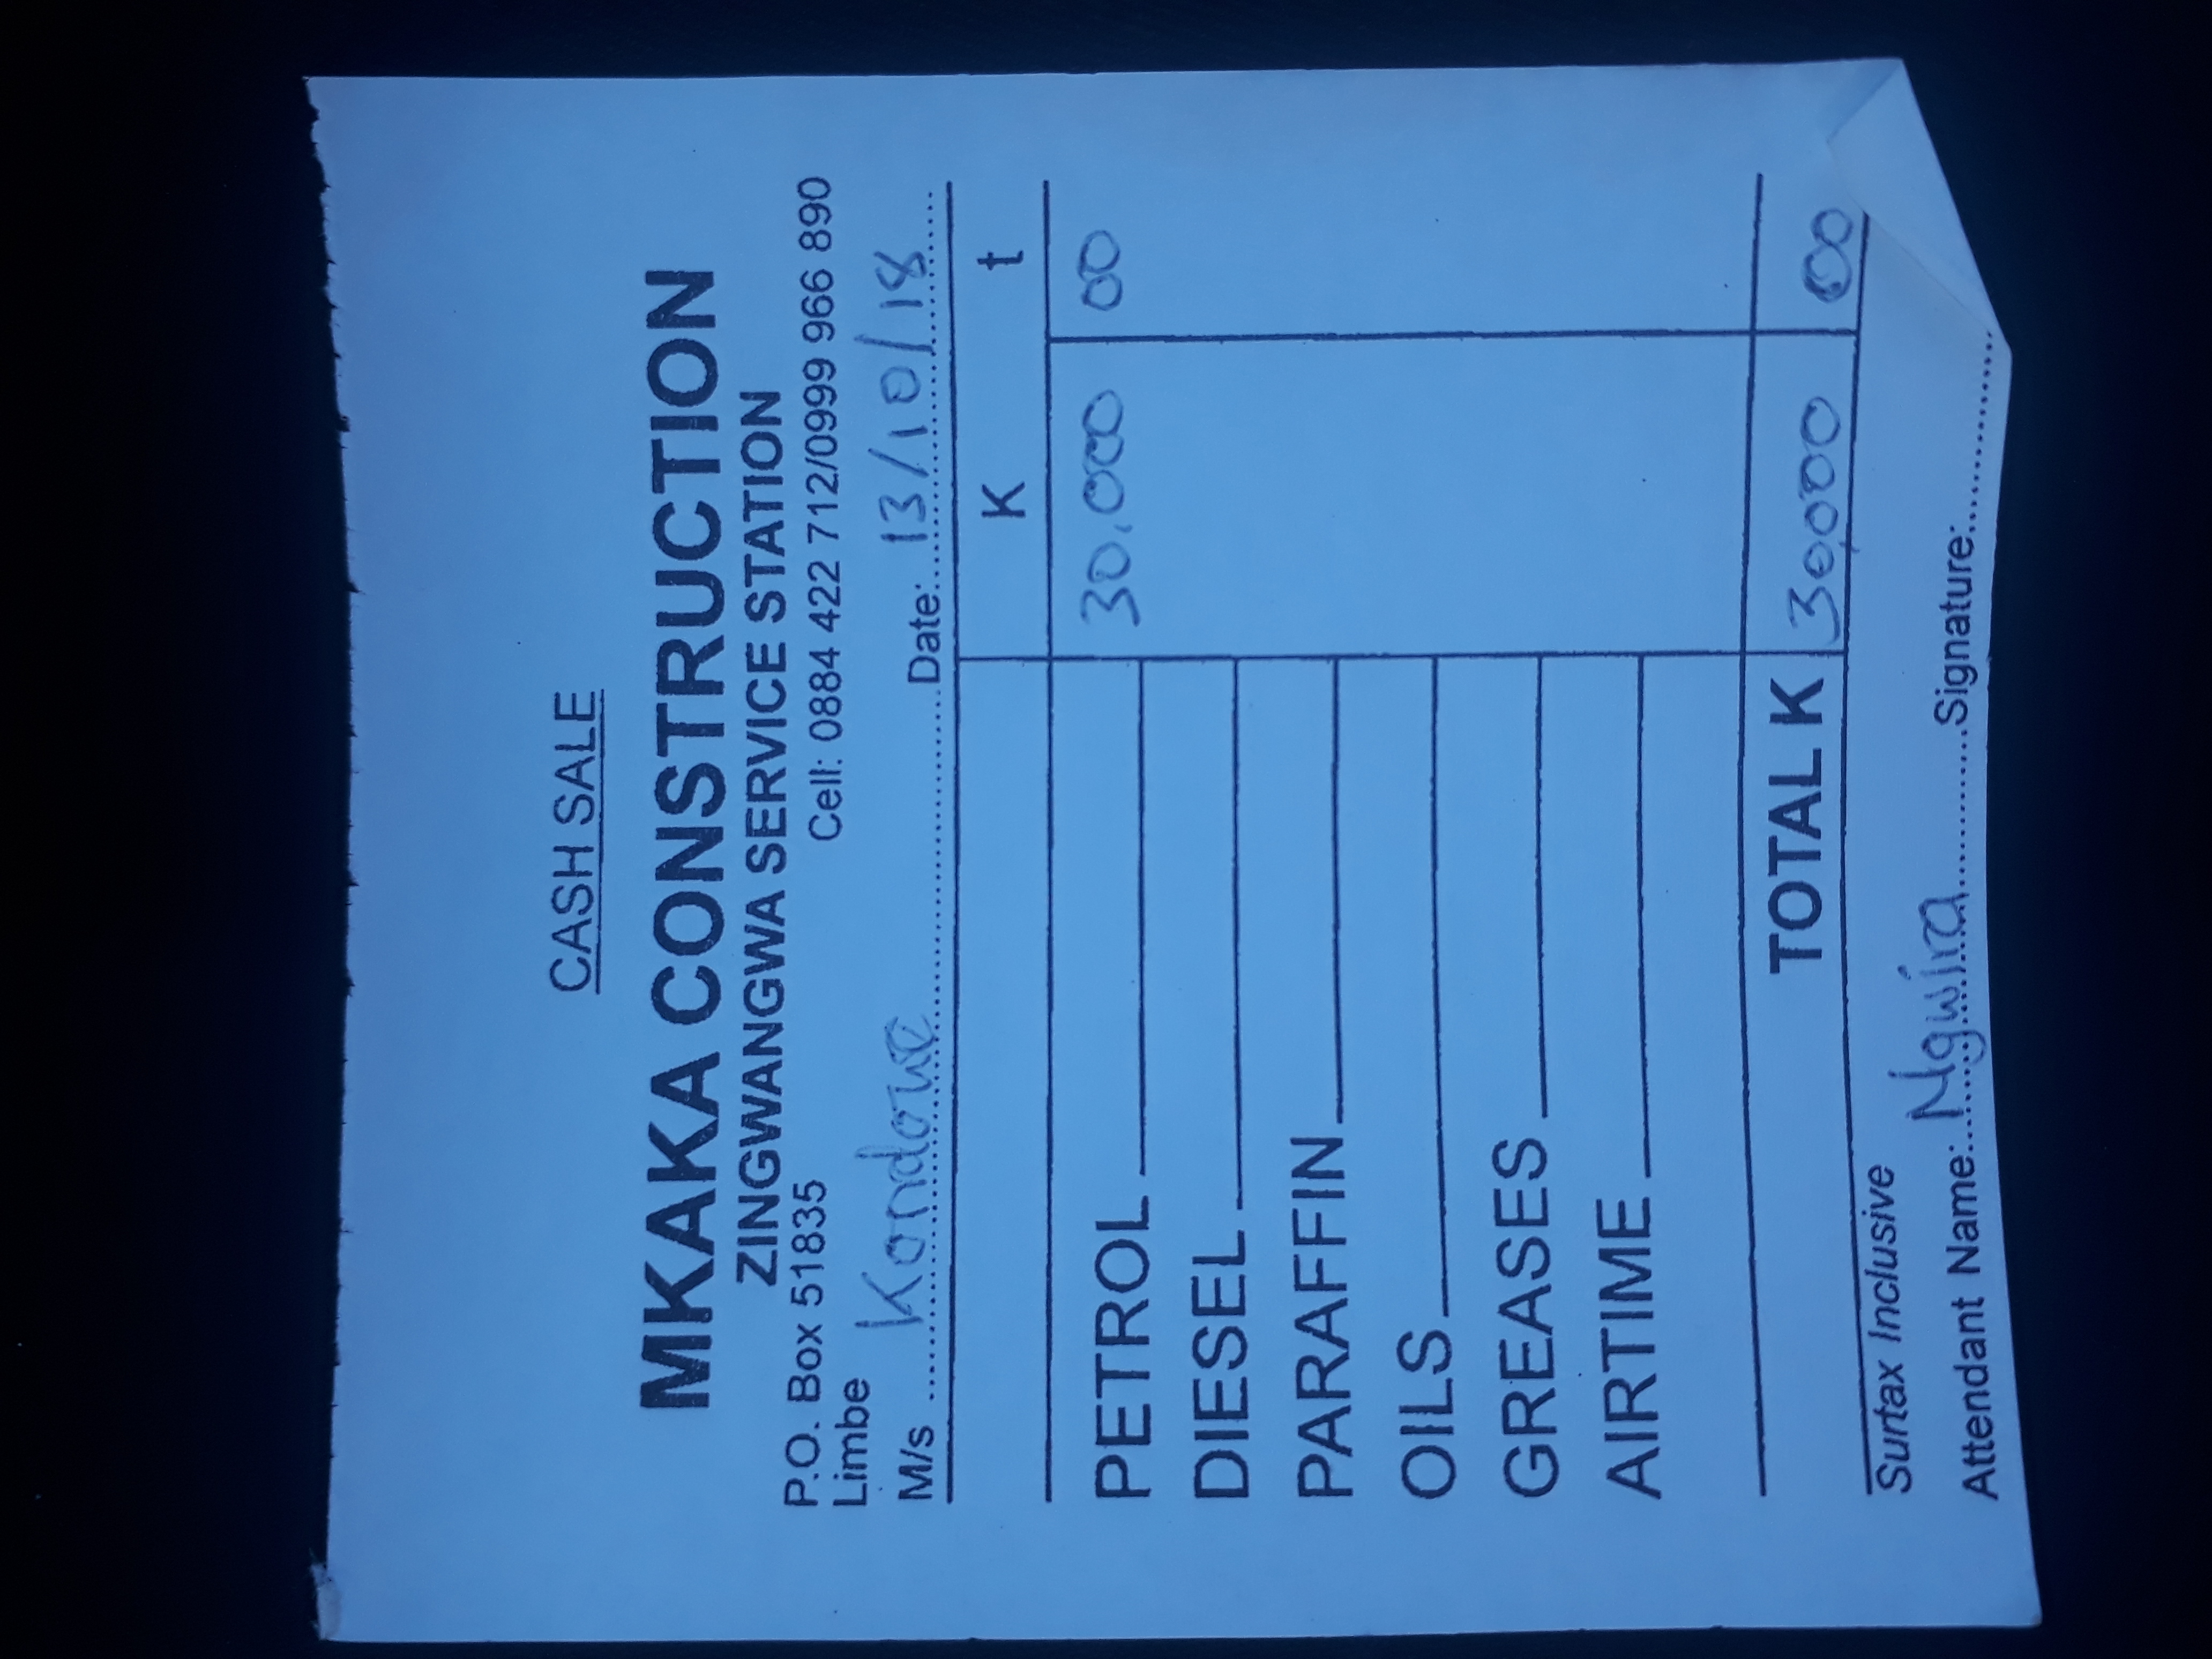 CASH SALE
MKAKA CONSTRUCTION
ZINGWANGWA SERVICE STATION
P.O. Box 51835 Cell: 0884 422 712/0999 966 890
Limbe
M/s Kondowe Date: 13/10/18
K t
PETROL 30.000 00
DIESEL
PARAFFIN
OILS
GREASES
AIRTIME
TOTAL K 30,000 00
Surtax Inclusive
Attendant Name: Ngwira Signature: